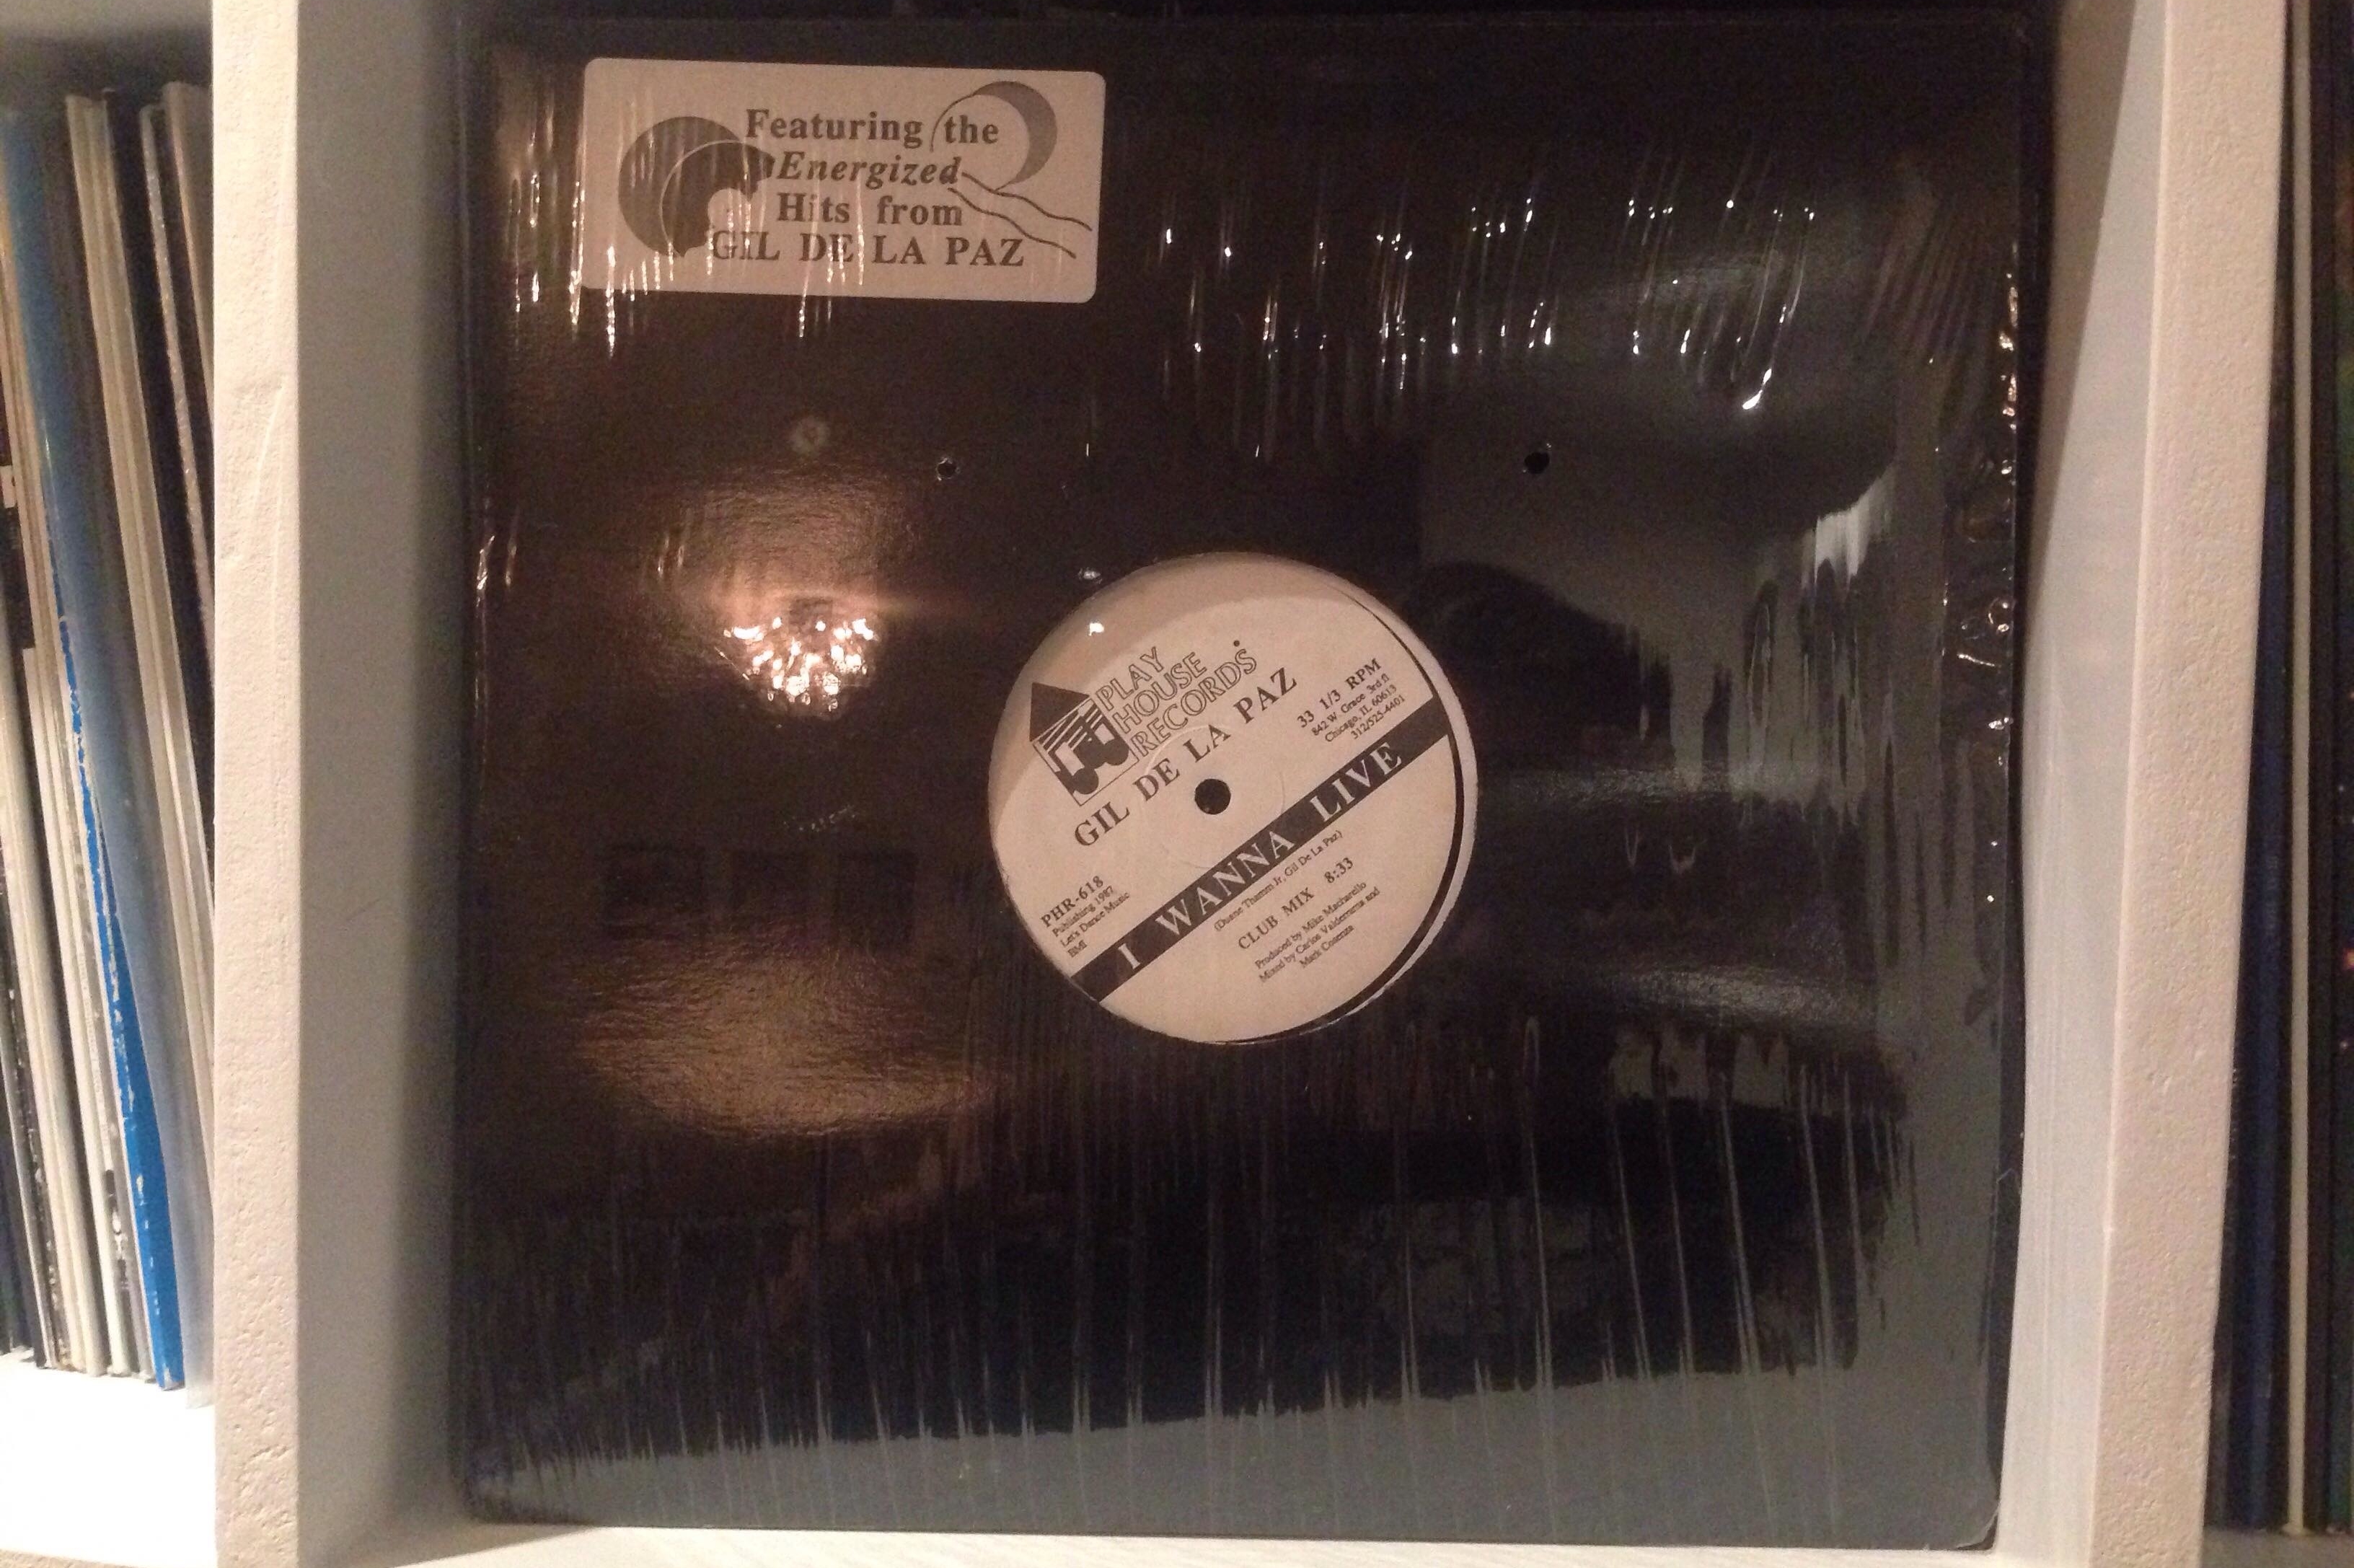 Featuring the
Energized
Hits from
GIL DE LA PAZ
PLAY
HOUSE
RECORDS
GIL DE LA PAZ
33 1/3 RPM
842 W. Grace 3rd fl
Chicago, IL 60613
312/525-4401
I WANNA LIVE
PHR-618
Publishing 1987
Let's Dance Music
BMI
(Duane Thamm Jr, Gil De La Paz)
CLUB MIX 8:33
Produced by Mike Macharello
Mixed by Carlos Valderrama and
Mark Cosenza